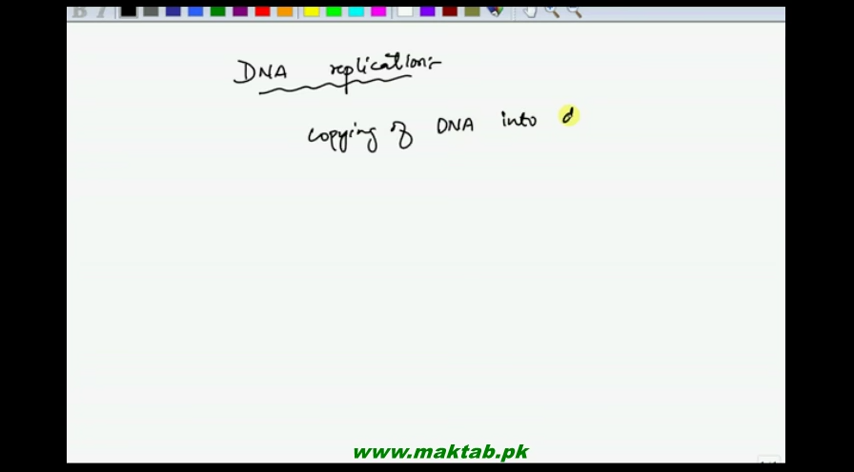 DNA replication:-
copying of DNA into d
www.maktab.pk